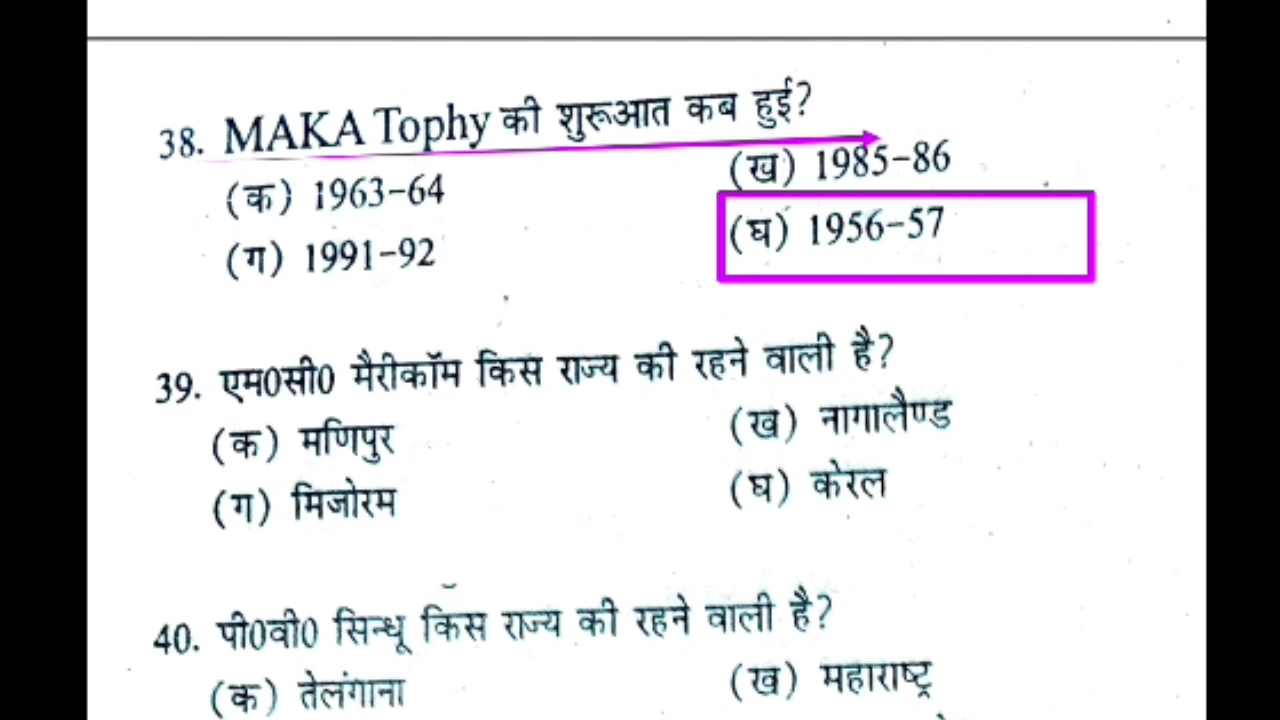 38. MAKA Tophy की शुरूआत कब हुई?
(क) 1963-64 (ख) 1985-86
(ग) 1991-92 (घ) 1956-57
39. एम0सी0 मैरीकॉम किस राज्य की रहने वाली है?
(क) मणिपुर (ख) नागालैण्ड
(ग) मिजोरम (घ) केरल
40. पी0वी0 सिन्धू किस राज्य की रहने वाली है?
(क) तेलंगाना (ख) महाराष्ट्र